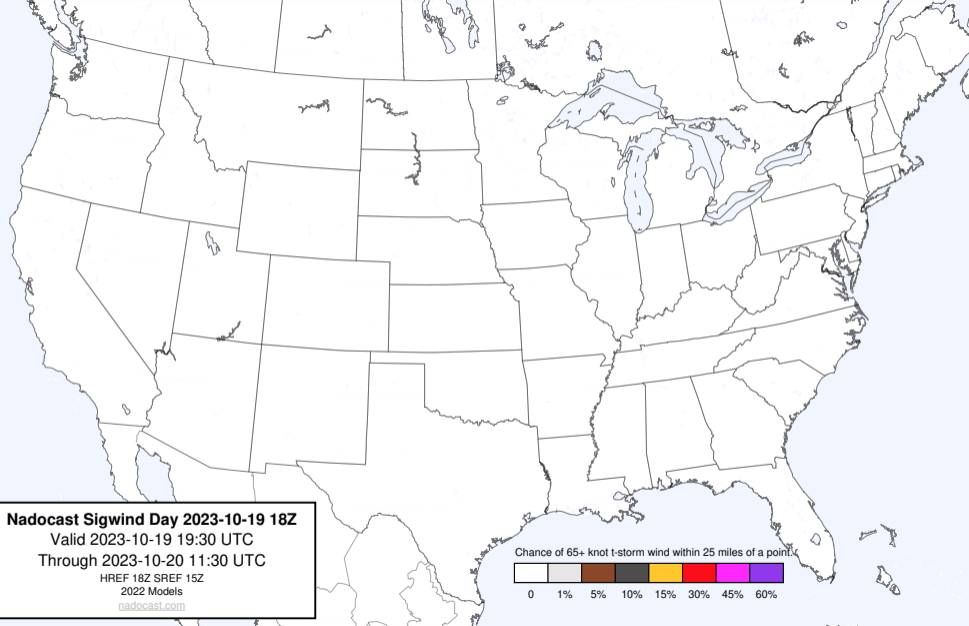 Nadocast Sigwind Day 2023-10-19 18Z
Valid 2023-10-19 19:30 UTC
Through 2023-10-20 11:30 UTC
HREF 18Z SREF 15Z
2022 Models
nadocast.com
Chance of 65+ knot t-storm wind within 25 miles of a point.
0 1% 5% 10% 15% 30% 45% 60%